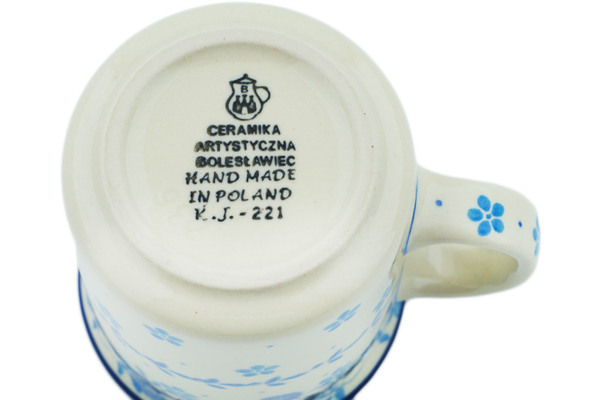 B
CERAMIKA
ARTYSTYCZNA
BOLESŁAWIEC
HAND MADE
IN POLAND
K.J.-221